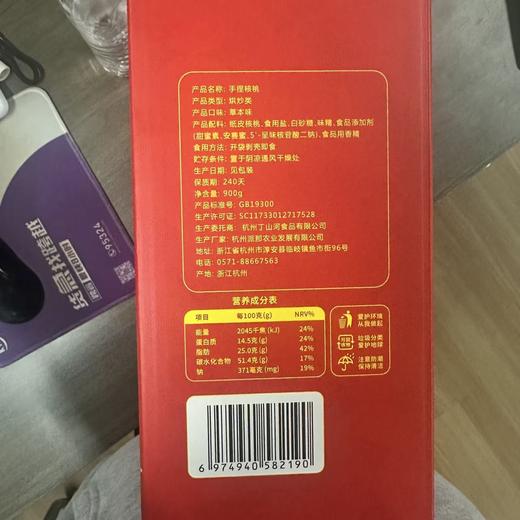 产品名称: 手捏核桃
产品类型: 烘炒类
产品口味: 草本味
产品配料: 纸皮核桃,食用盐,白砂糖,味精,食品添加剂
(甜蜜素,安赛蜜,5'-呈味核苷酸二钠),食品用香精
食用方法: 开袋剥壳即食
贮存条件: 置于阴凉通风干燥处
生产日期: 见包装
保质期: 240天
净含量: 900g
产品标准号: GB19300
生产许可证: SC11733012717528
生产委托商: 杭州丁山河食品有限公司
生产厂家: 杭州派郎农业发展有限公司
地址: 浙江省杭州市淳安县临岐镇鱼市街96号
电话: 0571-88667563
产地: 浙江杭州
营养成分表
项目 每100克(g) NRV%
能量 2045千焦(kJ) 24%
蛋白质 14.5克(g) 24%
脂肪 25.0克(g) 42%
碳水化合物 51.4克(g) 17%
钠 371毫克(mg) 19%
爱护环境
从我做起
垃圾分类
爱护地球
注意防潮
保持清洁
6 974940 582190
95324